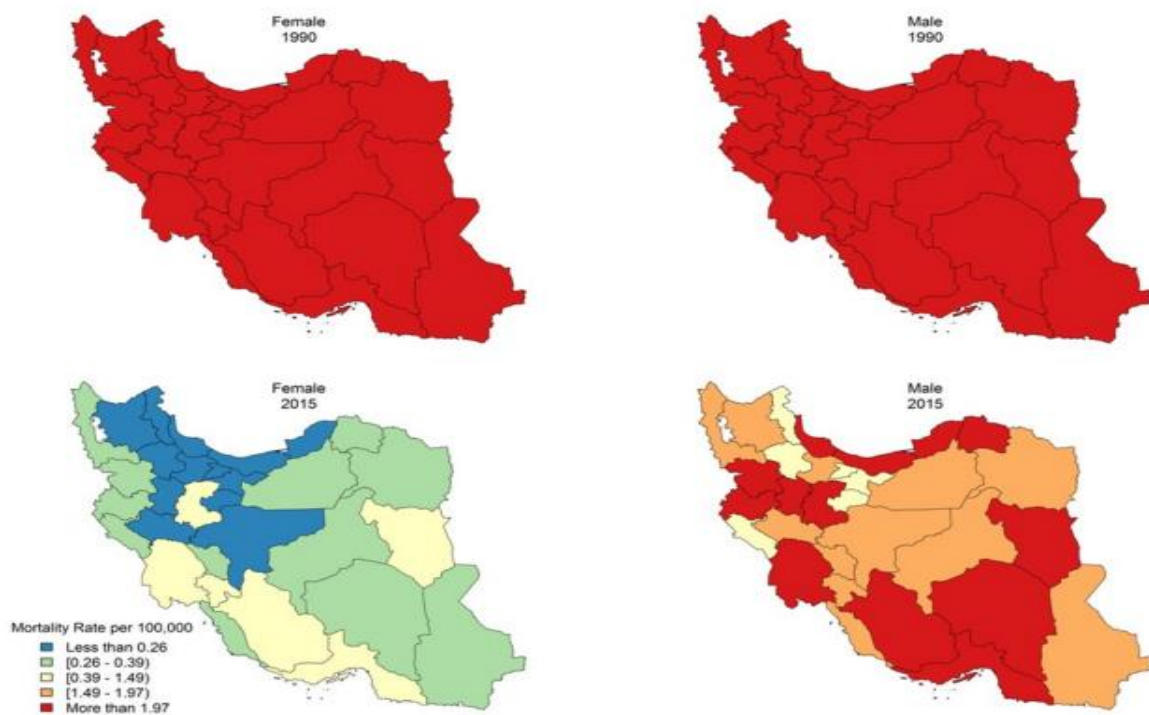 Female
1990
Male
1990
Female
2015
Male
2015
Mortality Rate per 100,000
Less than 0.26
[0.26 - 0.39)
[0.39 - 1.49)
[1.49 - 1.97)
More than 1.97